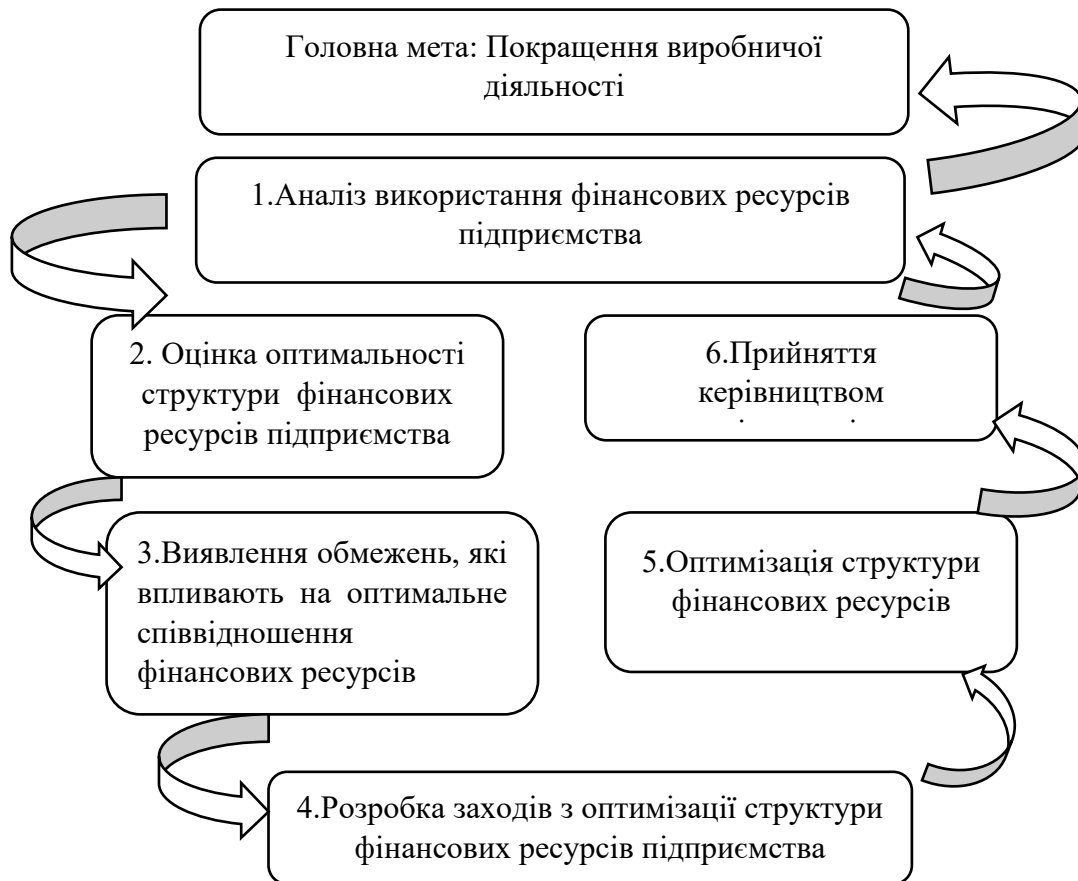 Головна мета: Покращення виробничої
діяльності
1.Аналіз використання фінансових ресурсів
підприємства
2. Оцінка оптимальності
структури фінансових
ресурсів підприємства
6.Прийняття
керівництвом
3.Виявлення обмежень, які
впливають на оптимальне
співвідношення
фінансових ресурсів
5.Оптимізація структури
фінансових ресурсів
4.Розробка заходів з оптимізації структури
фінансових ресурсів підприємства